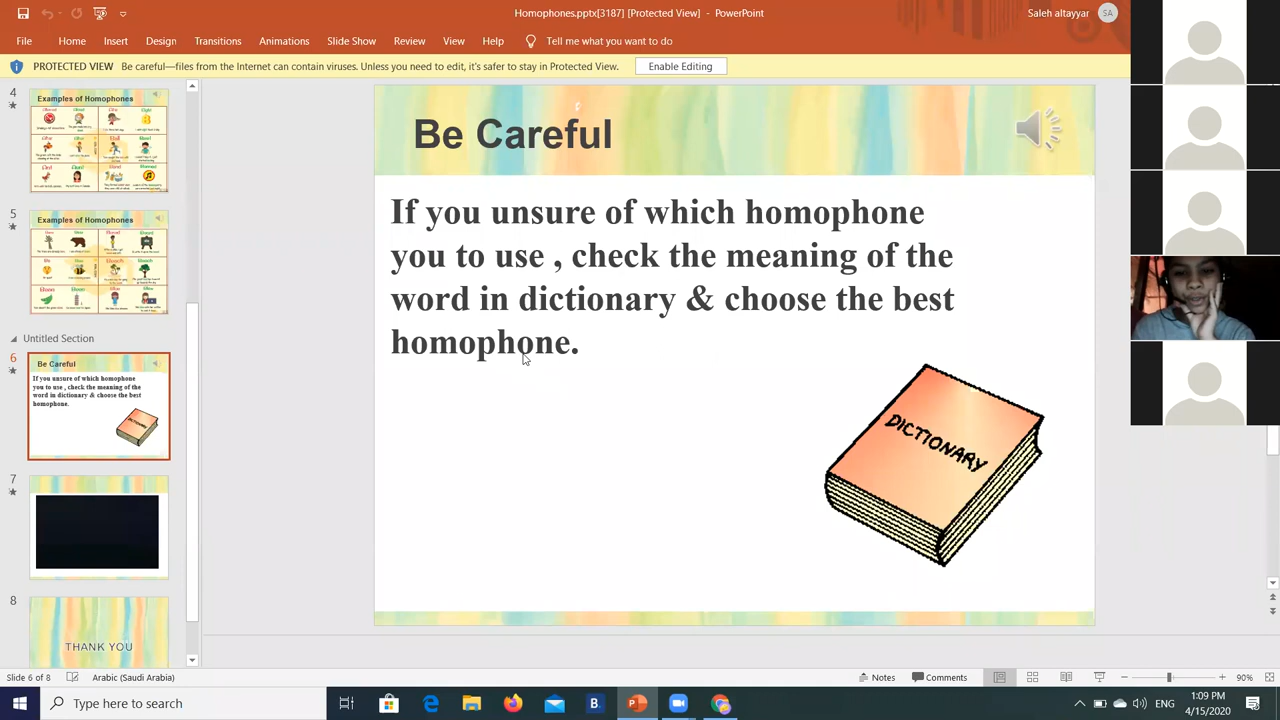 Homophones.pptx[3187] [Protected View] - PowerPoint
Saleh altayyar
SA
File Home Insert Design Transitions Animations Slide Show Review View Help Tell me what you want to do
PROTECTED VIEW Be careful—files from the Internet can contain viruses. Unless you need to edit, it's safer to stay in Protected View. Enable Editing
4
Examples of Homophones
5
Examples of Homophones
Untitled Section
6
Be Careful
If you unsure of which homophone
you to use , check the meaning of the
word in dictionary & choose the best
homophone.
DICTIONARY
7
8
THANK YOU
Be Careful
If you unsure of which homophone
you to use , check the meaning of the
word in dictionary & choose the best
homophone.
DICTIONARY
Slide 6 of 8 Arabic (Saudi Arabia) Notes Comments 90%
Type here to search
B
ENG
1:09 PM
4/15/2020